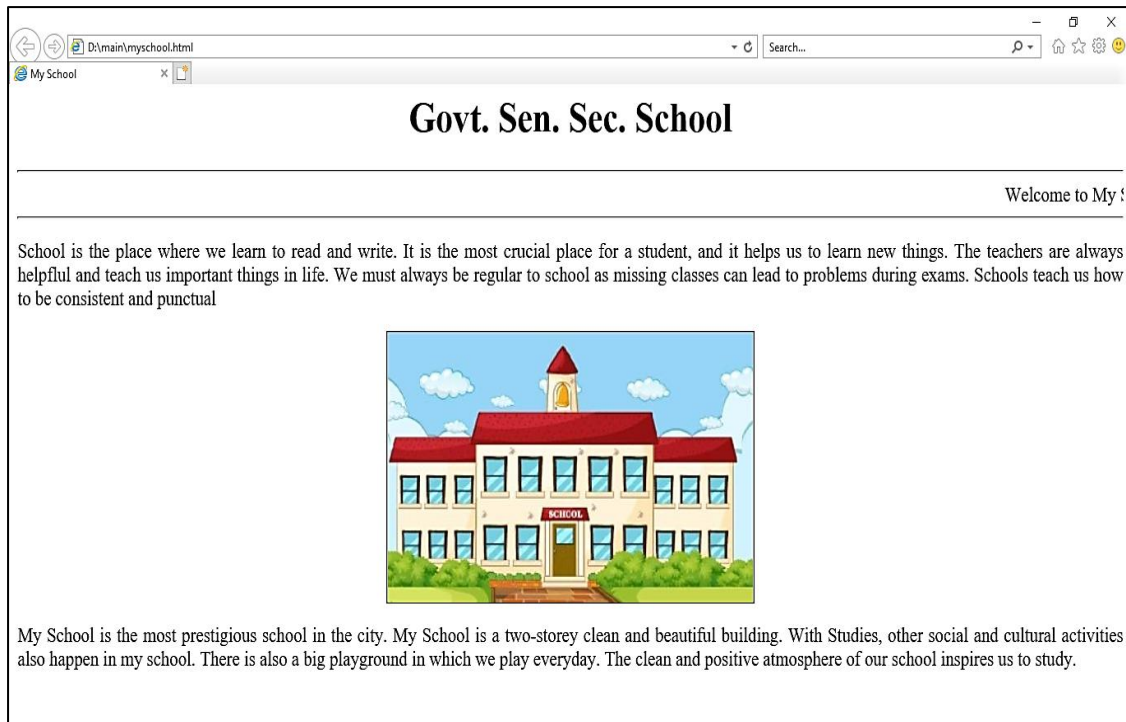 D:\main\myschool.html
Search...
My School
Govt. Sen. Sec. School
Welcome to My
School is the place where we learn to read and write. It is the most crucial place for a student, and it helps us to learn new things. The teachers are always
helpflul and teach us important things in life. We must always be regular to school as missing classes can lead to problems during exams. Schools teach us how
to be consistent and punctual
SCHOOL
My School is the most prestigious school in the city. My School is a two-storey clean and beautiful building. With Studies, other social and cultural activities
also happen in my school. There is also a big playground in which we play everyday. The clean and positive atmosphere of our school inspires us to study.